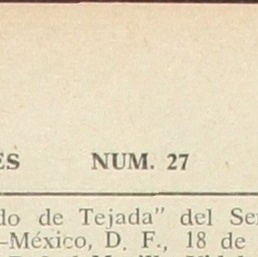 ES NUM. 27
do de Tejada" del Se
-México, D. F., 18 de